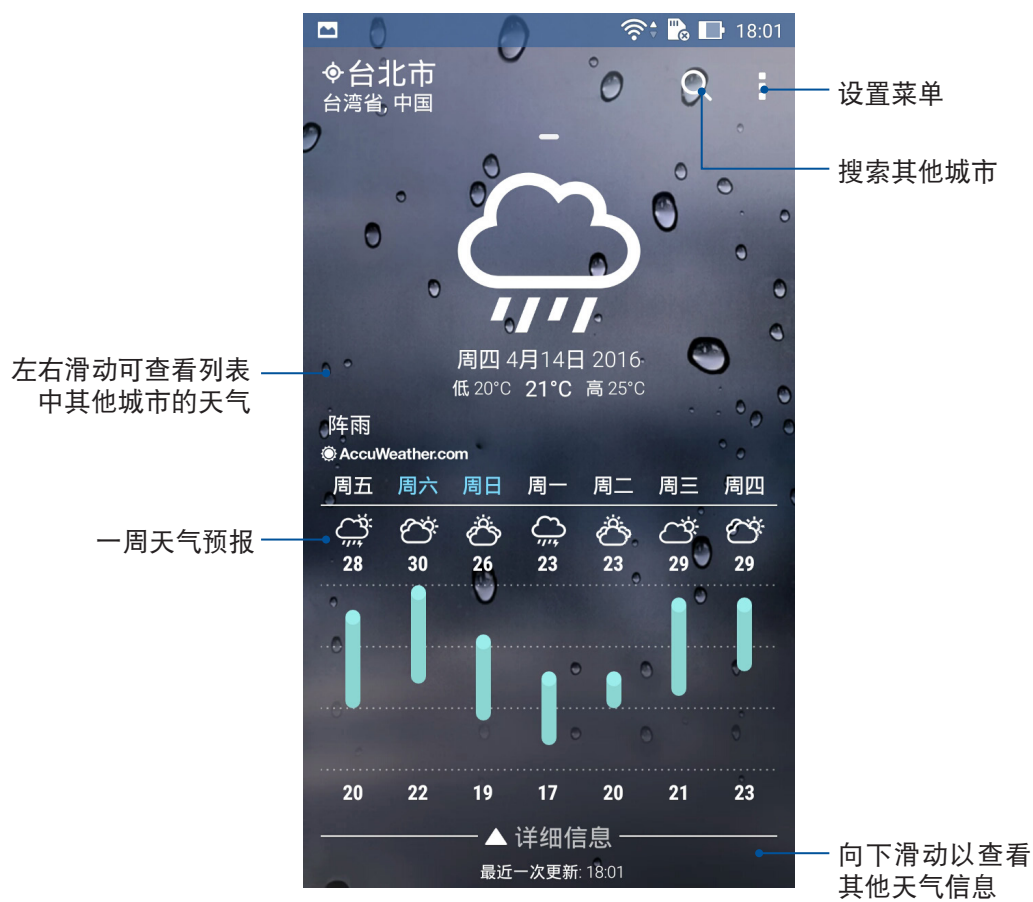 18:01
台北市
台湾省, 中国
设置菜单
搜索其他城市
周四 4月14日 2016
低 20°C 21°C 高 25°C
左右滑动可查看列表
中其他城市的天气
阵雨
AccuWeather.com
周五 周六 周日 周一 周二 周三 周四
一周天气预报
28 30 26 23 23 29 29
20 22 19 17 20 21 23
详细信息
最近一次更新: 18:01
向下滑动以查看
其他天气信息